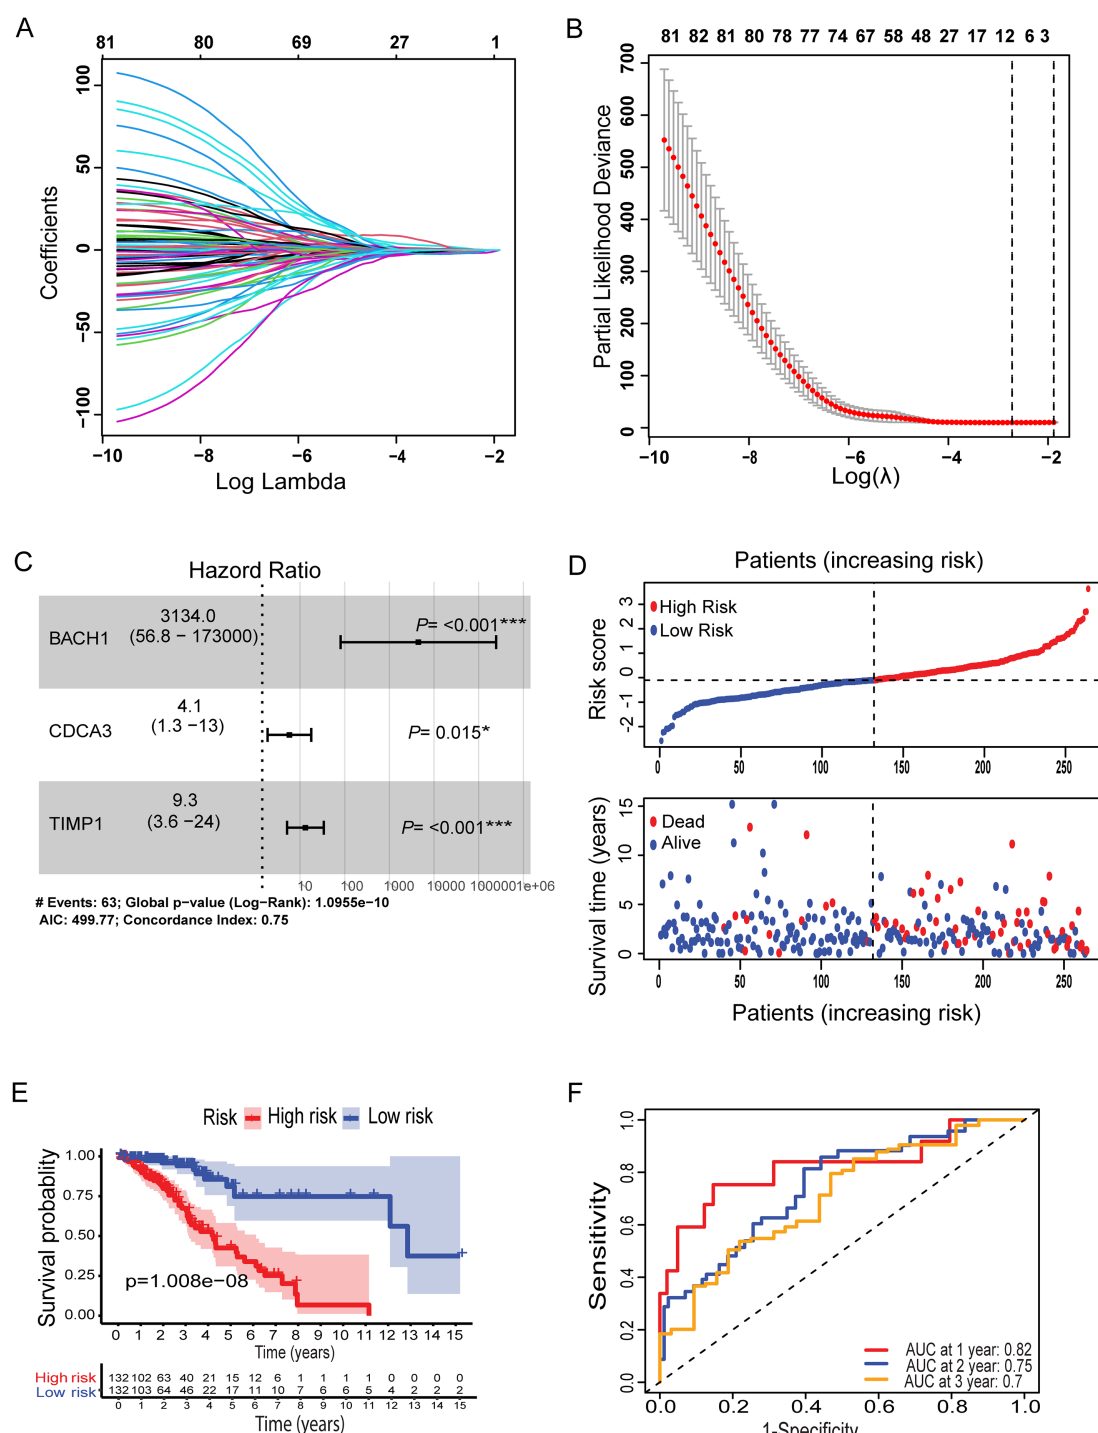 A
81 80 69 27 1
100
50
0
−50
−100
Coefficients
−10 −8 −6 −4 −2
Log Lambda
B
81 82 81 80 78 77 74 67 58 48 27 17 12 6 3
700
600
500
400
300
200
100
0
Partial Likelihood Deviance
−10 −8 −6 −4 −2
Log(λ)
C
Hazord Ratio
BACH1
3134.0
(56.8 − 173000)
P= <0.001***
CDCA3
4.1
(1.3 −13)
P= 0.015*
TIMP1
9.3
(3.6 −24)
P= <0.001***
10 100 1000 10000 1000001e+06
# Events: 63; Global p−value (Log−Rank): 1.0955e−10
AIC: 499.77; Concordance Index: 0.75
D
Patients (increasing risk)
High Risk
Low Risk
3
2
1
0
-1
-2
Risk score
0 50 100 150 200 250
Dead
Alive
15
10
5
0
Survival time (years)
0 50 100 150 200 250
Patients (increasing risk)
E
Risk High risk Low risk
1.00
0.75
0.50
0.25
0.00
Survival probablity
p=1.008e−08
0 1 2 3 4 5 6 7 8 9 10 11 12 13 14 15
Time (years)
High risk 132 102 63 40 21 15 12 6 1 1 1 1 0 0 0 0
Low risk 132 103 64 46 22 17 11 10 7 6 6 5 4 2 2 2
0 1 2 3 4 5 6 7 8 9 10 11 12 13 14 15
Time (years)
F
1.0
0.8
0.6
0.4
0.2
0.0
Sensitivity
AUC at 1 year: 0.82
AUC at 2 year: 0.75
AUC at 3 year: 0.7
0.0 0.2 0.4 0.6 0.8 1.0
1-Specificity